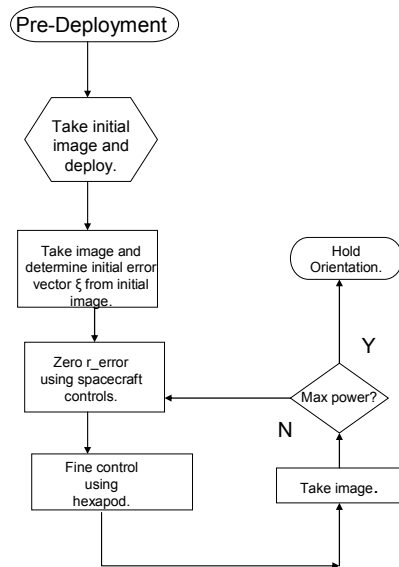 Pre-Deployment
Take initial
image and
deploy.
Take image and
determine initial error
vector ξ from initial
image.
Hold
Orientation.
Zero r_error
using spacecraft
controls.
Max power?
Y
N
Fine control
using
hexapod.
Take image.